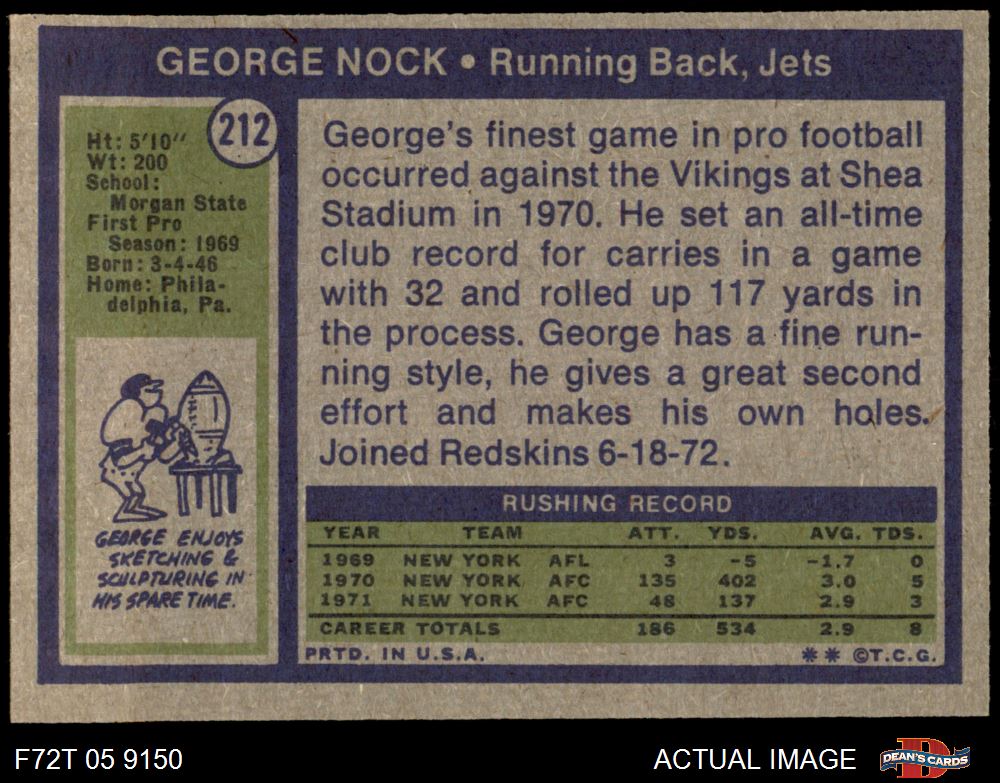 GEORGE NOCK • Running Back, Jets
212
Ht: 5'10"
Wt: 200
School:
Morgan State
First Pro
Season: 1969
Born: 3-4-46
Home: Phila-
delphia, Pa.
GEORGE ENJOYS
SKETCHING &
SCULPTURING IN
HIS SPARE TIME.
George's finest game in pro football
occurred against the Vikings at Shea
Stadium in 1970. He set an all-time
club record for carries in a game
with 32 and rolled up 117 yards in
the process. George has a fine run-
ning style, he gives a great second
effort and makes his own holes.
Joined Redskins 6-18-72.
RUSHING RECORD
YEAR TEAM ATT. YDS. AVG. TDS.
1969 NEW YORK AFL 3 -5 -1.7 0
1970 NEW YORK AFC 135 402 3.0 5
1971 NEW YORK AFC 48 137 2.9 3
CAREER TOTALS 186 534 2.9 8
PRTD. IN U.S.A. ** ©T.C.G.
F72T 05 9150 ACTUAL IMAGE DEAN'S CARDS